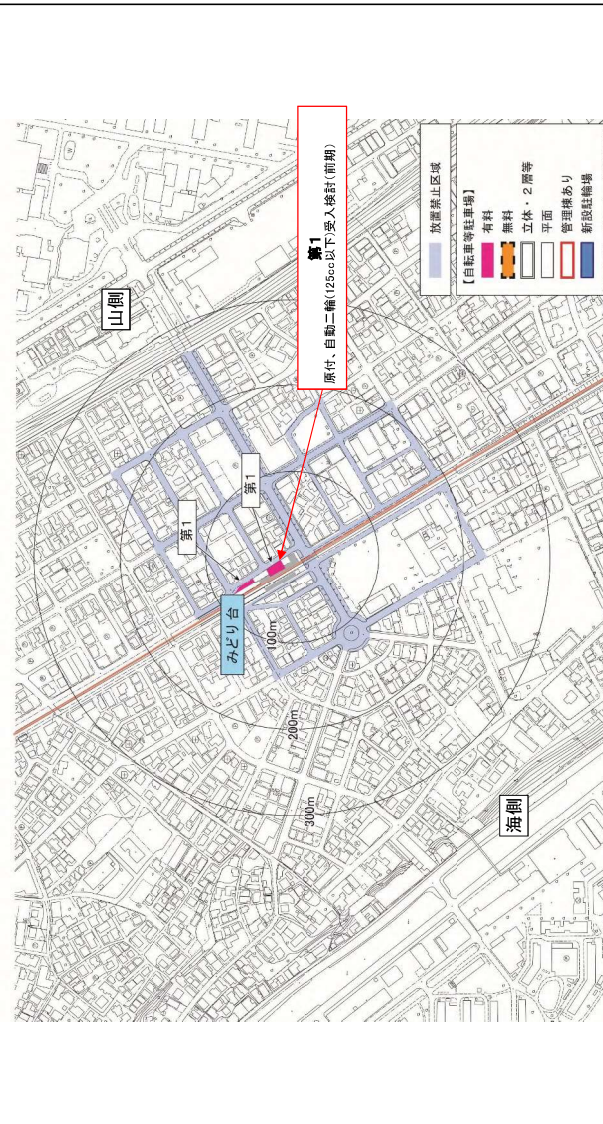 第1
原付、自動二輪(125cc以下)受入検討(前期)
山側
第1
第1
みどり台
100m
200m
300m
海側
放置禁止区域
【自転車等駐車場】
有料
無料
立体・2層等
平面
管理棟あり
新設駐輪場